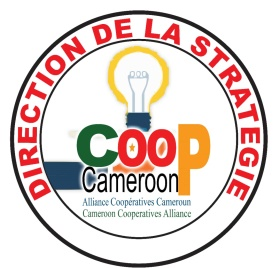 DIRECTION DE LA STRATEGIE
COOP
Cameroon
Alliance Coopératives Cameroun
Cameroon Cooperatives Alliance